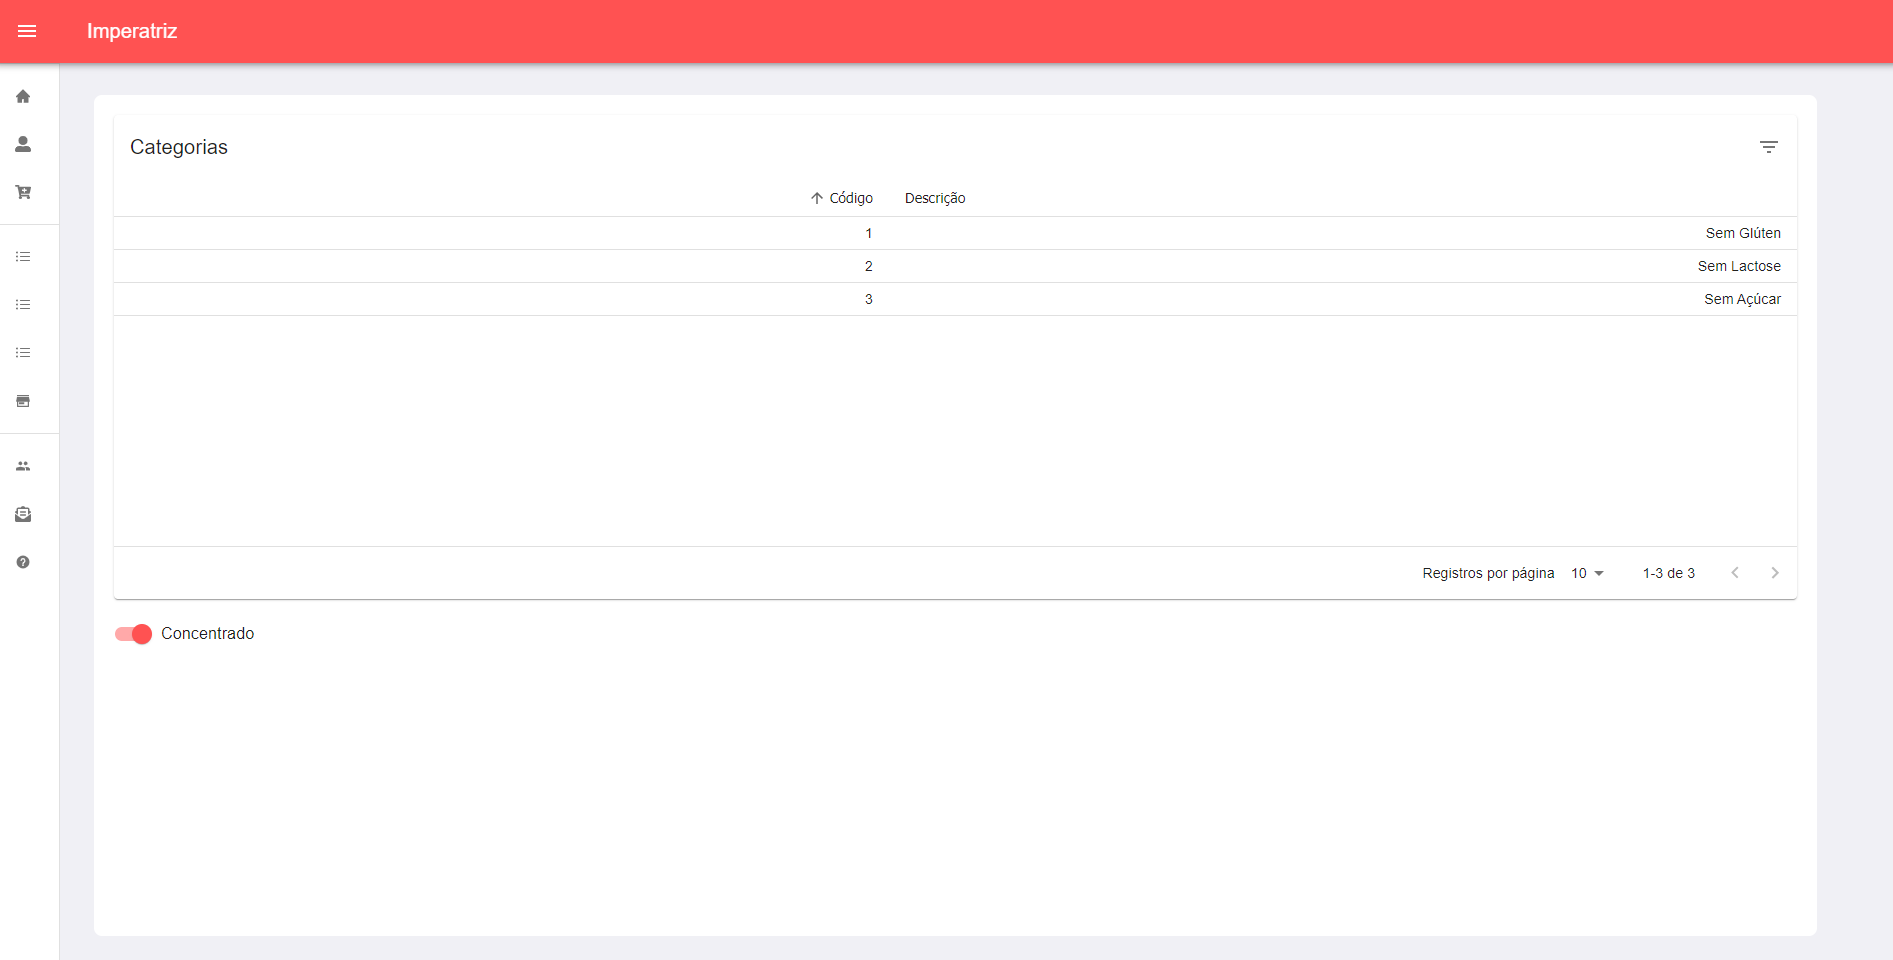 Imperatriz
Categorias
Código Descrição
1 Sem Glúten
2 Sem Lactose
3 Sem Açúcar
Registros por página 10 1-3 de 3
Concentrado